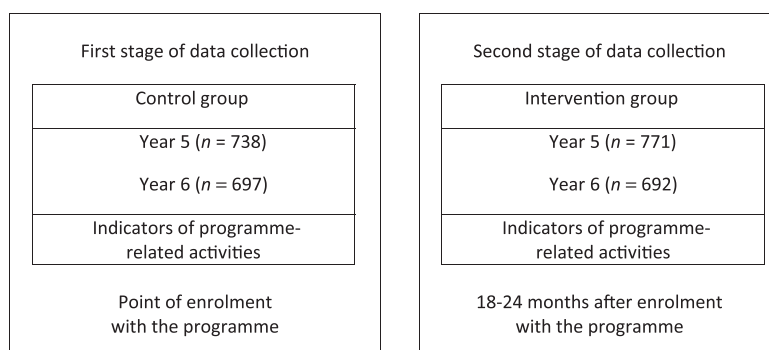 First stage of data collection
Control group
Year 5 (n = 738)
Year 6 (n = 697)
Indicators of programme-
related activities
Point of enrolment
with the programme
Second stage of data collection
Intervention group
Year 5 (n = 771)
Year 6 (n = 692)
Indicators of programme-
related activities
18-24 months after enrolment
with the programme